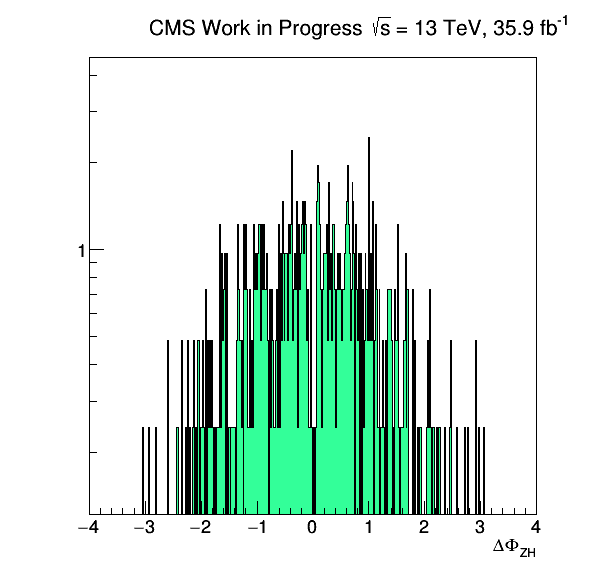 CMS Work in Progress √s = 13 TeV, 35.9 fb⁻¹
1
−4 −3 −2 −1 0 1 2 3 4
ΔΦ_ZH